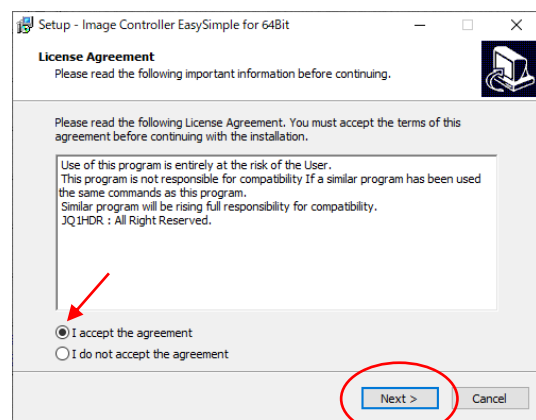 Setup - Image Controller EasySimple for 64Bit
License Agreement
Please read the following important information before continuing.
Please read the following License Agreement. You must accept the terms of this
agreement before continuing with the installation.
Use of this program is entirely at the risk of the User.
This program is not responsible for compatibility If a similar program has been used
the same commands as this program.
Similar program will be rising full responsibility for compatibility.
JQ1HDR : All Right Reserved.
I accept the agreement
I do not accept the agreement
Next >
Cancel